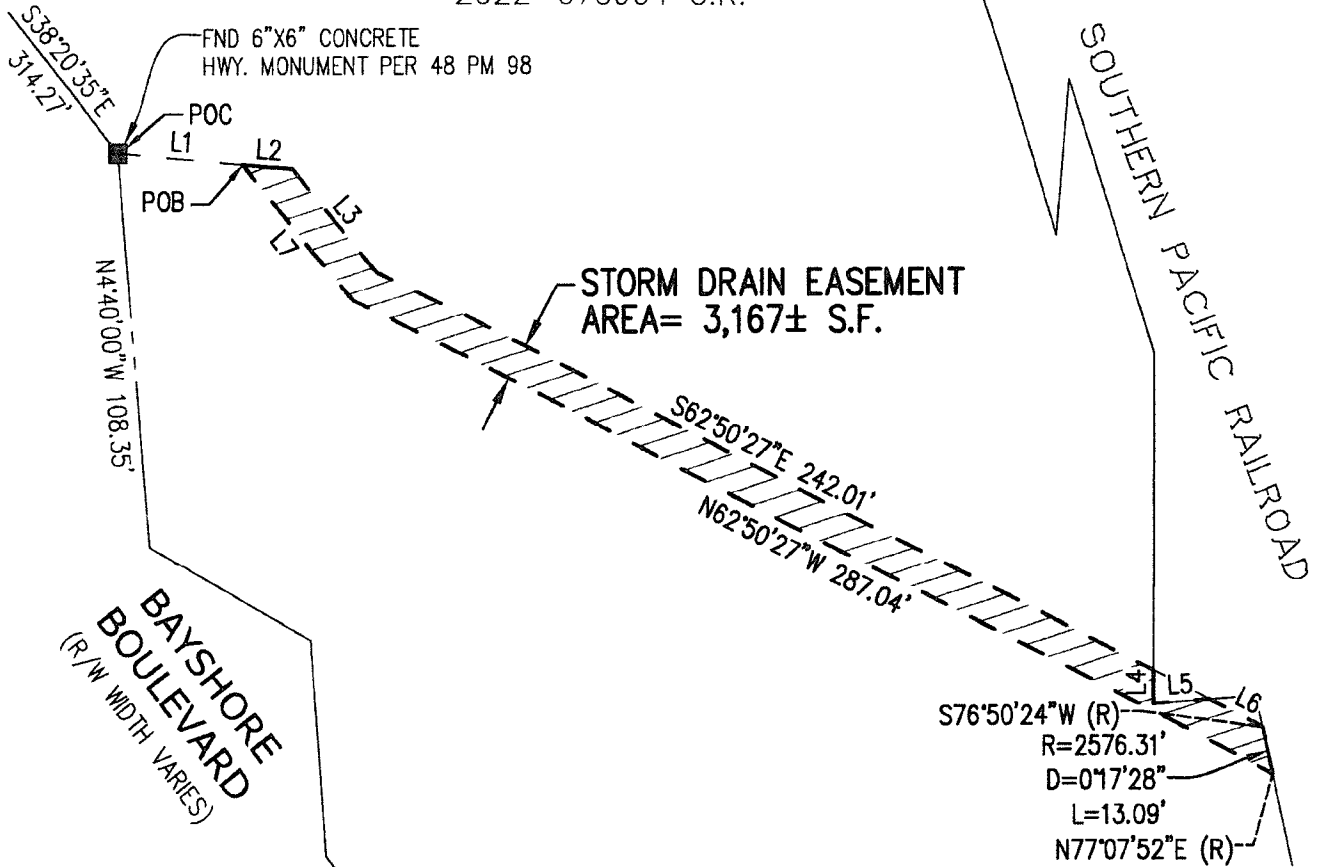 S38°20'35"E
314.27'
FND 6"X6" CONCRETE
HWY. MONUMENT PER 48 PM 98
POC
L1
L2
POB
L3
L7
N4°40'00"W 108.35'
STORM DRAIN EASEMENT
AREA= 3,167± S.F.
SOUTHERN PACIFIC RAILROAD
S62°50'27"E 242.01'
N62°50'27"W 287.04'
BAYSHORE
BOULEVARD
(R/W WIDTH VARIES)
L4
L5
L6
S76°50'24"W (R)
R=2576.31'
D=0°17'28"
L=13.09'
N77°07'52"E (R)